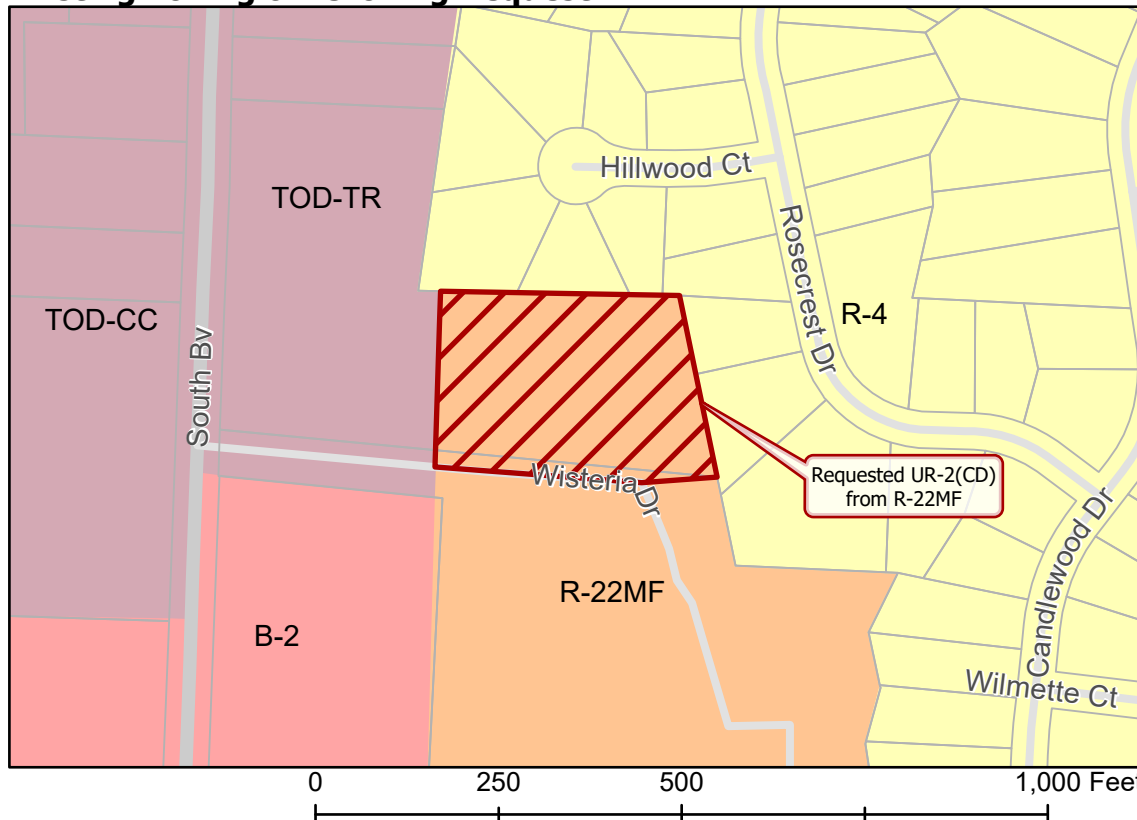 Hillwood Ct
TOD-TR
Rosecrest Dr
TOD-CC
R-4
South Bv
Requested UR-2(CD)
from R-22MF
Wisteria Dr
R-22MF
B-2
Candlewood Dr
Wilmette Ct
0 250 500 1,000 Feet